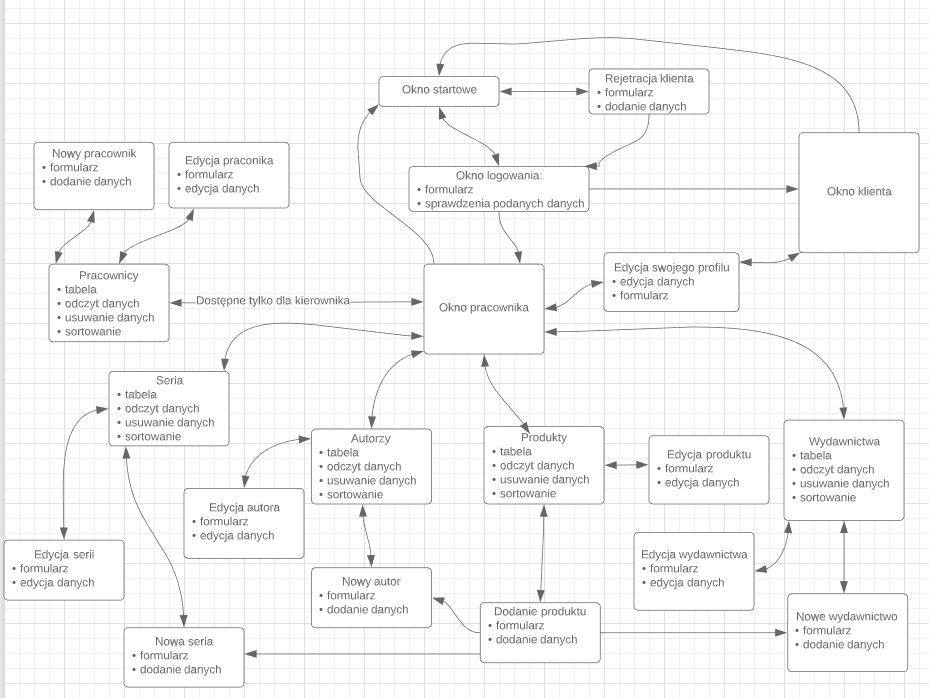 Okno startowe
Rejetracja klienta
• formularz
• dodanie danych
Nowy pracownik
• formularz
• dodanie danych
Edycja praconika
• formularz
• edycja danych
Okno logowania:
• formularz
• sprawdzenia podanych danych
Okno klienta
Pracownicy
• tabela
• odczyt danych
• usuwanie danych
• sortowanie
Dostępne tylko dla kierownika
Okno pracownika
Edycja swojego profilu
• edycja danych
• formularz
Seria
• tabela
• odczyt danych
• usuwanie danych
• sortowanie
Autorzy
• tabela
• odczyt danych
• usuwanie danych
• sortowanie
Produkty
• tabela
• odczyt danych
• usuwanie danych
• sortowanie
Edycja produktu
• formularz
• edycja danych
Wydawnictwa
• tabela
• odczyt danych
• usuwanie danych
• sortowanie
Edycja autora
• formularz
• edycja danych
Edycja serii
• formularz
• edycja danych
Edycja wydawnictwa
• formularz
• edycja danych
Nowy autor
• formularz
• dodanie danych
Dodanie produktu
• formularz
• dodanie danych
Nowe wydawnictwo
• formularz
• dodanie danych
Nowa seria
• formularz
• dodanie danych